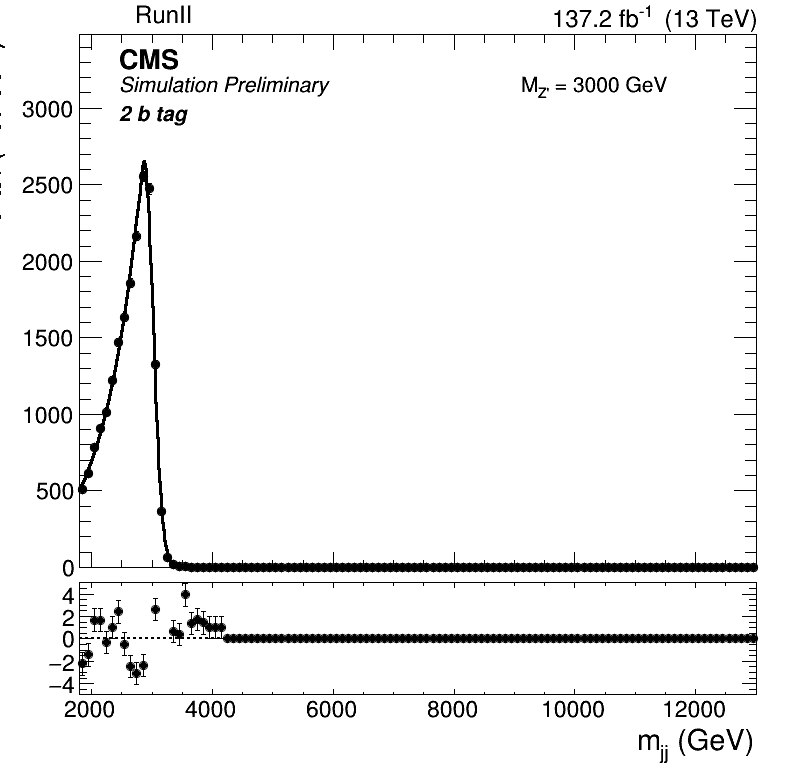 RunII
137.2 fb⁻¹ (13 TeV)
CMS
Simulation Preliminary
2 b tag
M_Z' = 3000 GeV
3000
2500
2000
1500
1000
500
0
4
2
0
−2
−4
2000 4000 6000 8000 10000 12000
m_jj (GeV)